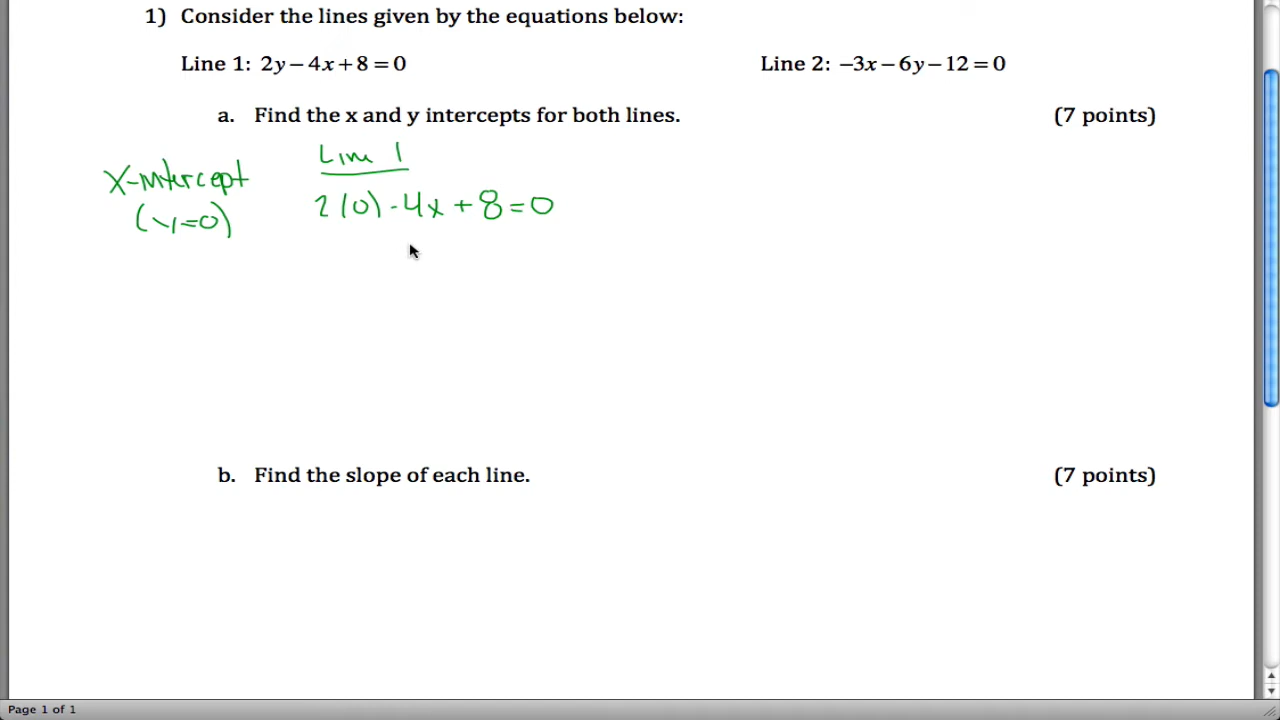 1) Consider the lines given by the equations below:
Line 1: 2y−4x+8=0
Line 2: −3x−6y−12=0
a. Find the x and y intercepts for both lines. (7 points)
Line 1
X-intercept
2(0)-4x+8=0
(y=0)
b. Find the slope of each line. (7 points)
Page 1 of 1